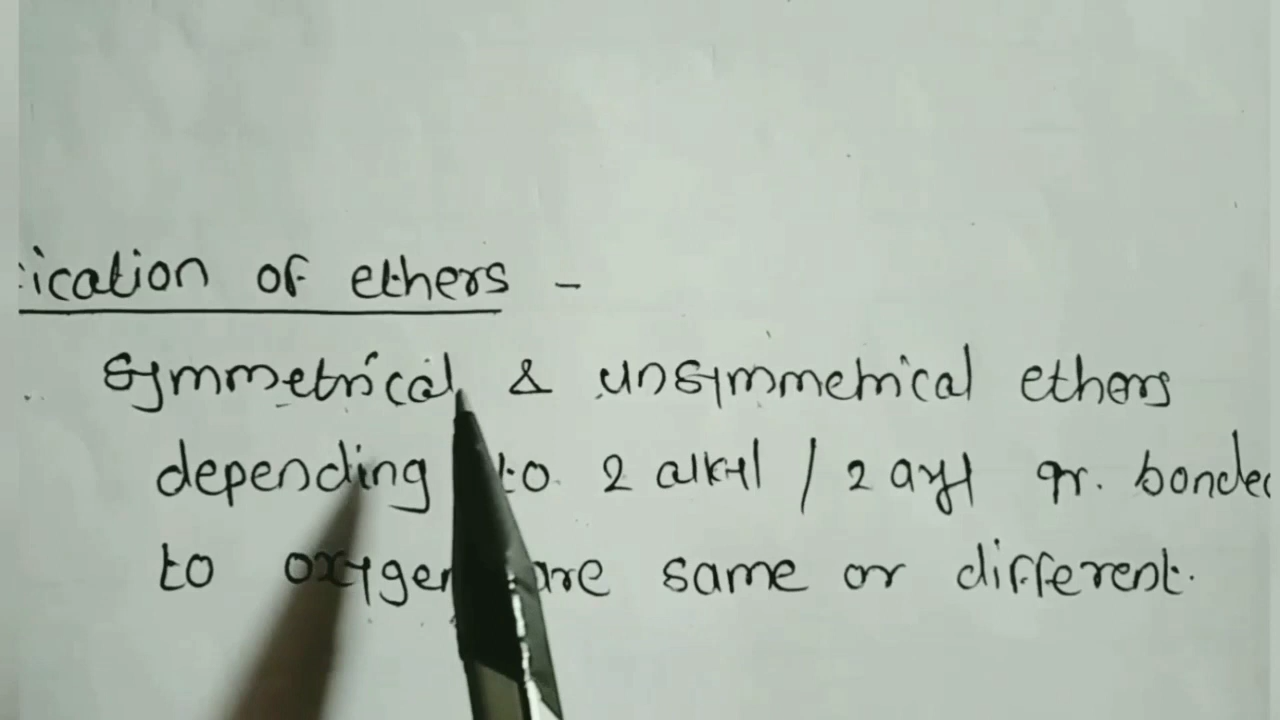 ication of ethers -
symmetrical & unsymmetrical ethers
depending to 2 alkyl / 2 aryl gr. bonded
to oxygen are same or different.